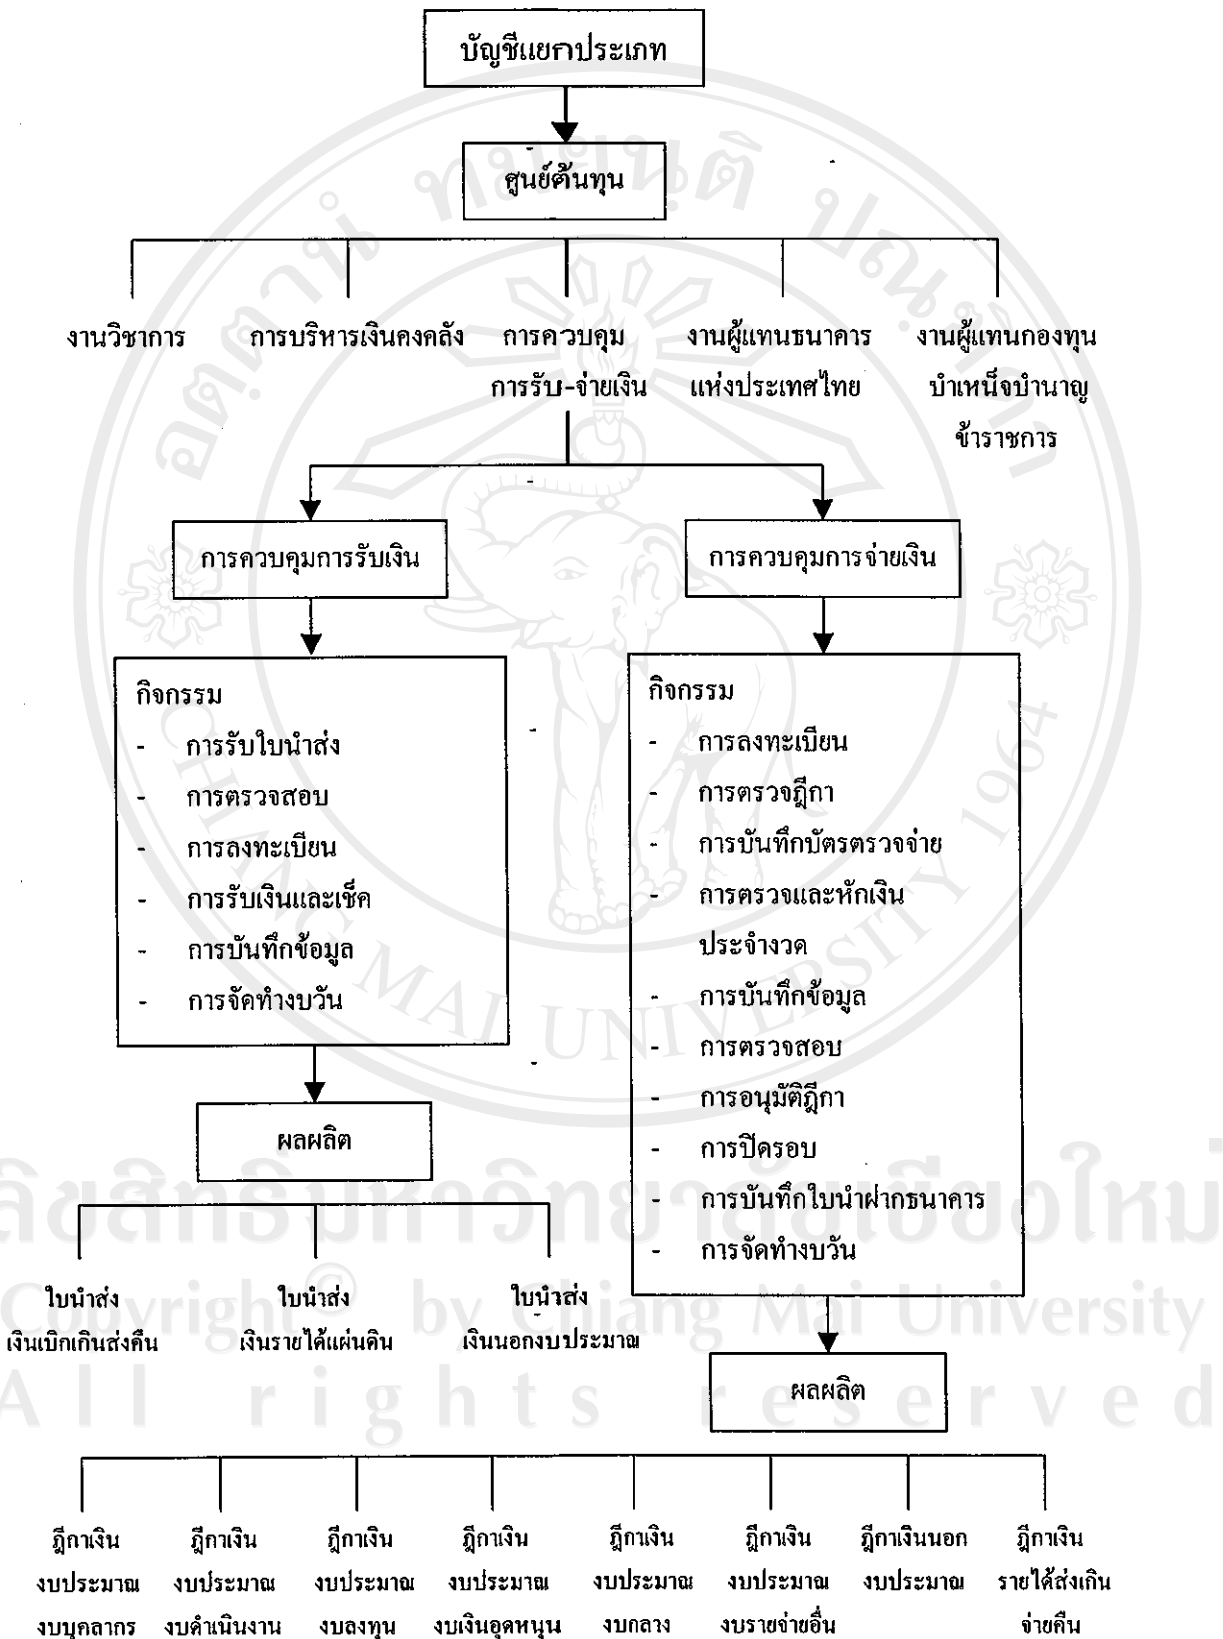 บัญชีแยกประเภท
ศูนย์ต้นทุน
งานวิชาการ
การบริหารเงินคงคลัง
การควบคุม
การรับ-จ่ายเงิน
งานผู้แทนธนาคาร
แห่งประเทศไทย
งานผู้แทนกองทุน
บำเหน็จบำนาญ
ข้าราชการ
การควบคุมการรับเงิน
การควบคุมการจ่ายเงิน
กิจกรรม
- การรับใบนำส่ง
- การตรวจสอบ
- การลงทะเบียน
- การรับเงินและเช็ค
- การบันทึกข้อมูล
- การจัดทำงบวัน
กิจกรรม
- การลงทะเบียน
- การตรวจฎีกา
- การบันทึกบัตรตรวจจ่าย
- การตรวจและหักเงิน
ประจำงวด
- การบันทึกข้อมูล
- การตรวจสอบ
- การอนุมัติฎีกา
- การปิดรอบ
- การบันทึกใบนำฝากธนาคาร
- การจัดทำงบวัน
ผลผลิต
ใบนำส่ง
เงินเบิกเกินส่งคืน
ใบนำส่ง
เงินรายได้แผ่นดิน
ใบนำส่ง
เงินนอกงบประมาณ
ผลผลิต
ฎีกาเงิน
งบประมาณ
งบบุคลากร
ฎีกาเงิน
งบประมาณ
งบดำเนินงาน
ฎีกาเงิน
งบประมาณ
งบลงทุน
ฎีกาเงิน
งบประมาณ
งบเงินอุดหนุน
ฎีกาเงิน
งบประมาณ
งบกลาง
ฎีกาเงิน
งบประมาณ
งบรายจ่ายอื่น
ฎีกาเงินนอก
งบประมาณ
ฎีกาเงิน
รายได้ส่งเกิน
จ่ายคืน
อตฺตานํ ทมยนฺติ ปณฺฑิตา
CHIANG MAI UNIVERSITY 1964
ลิขสิทธิ์มหาวิทยาลัยเชียงใหม่
Copyright © by Chiang Mai University
All rights reserved